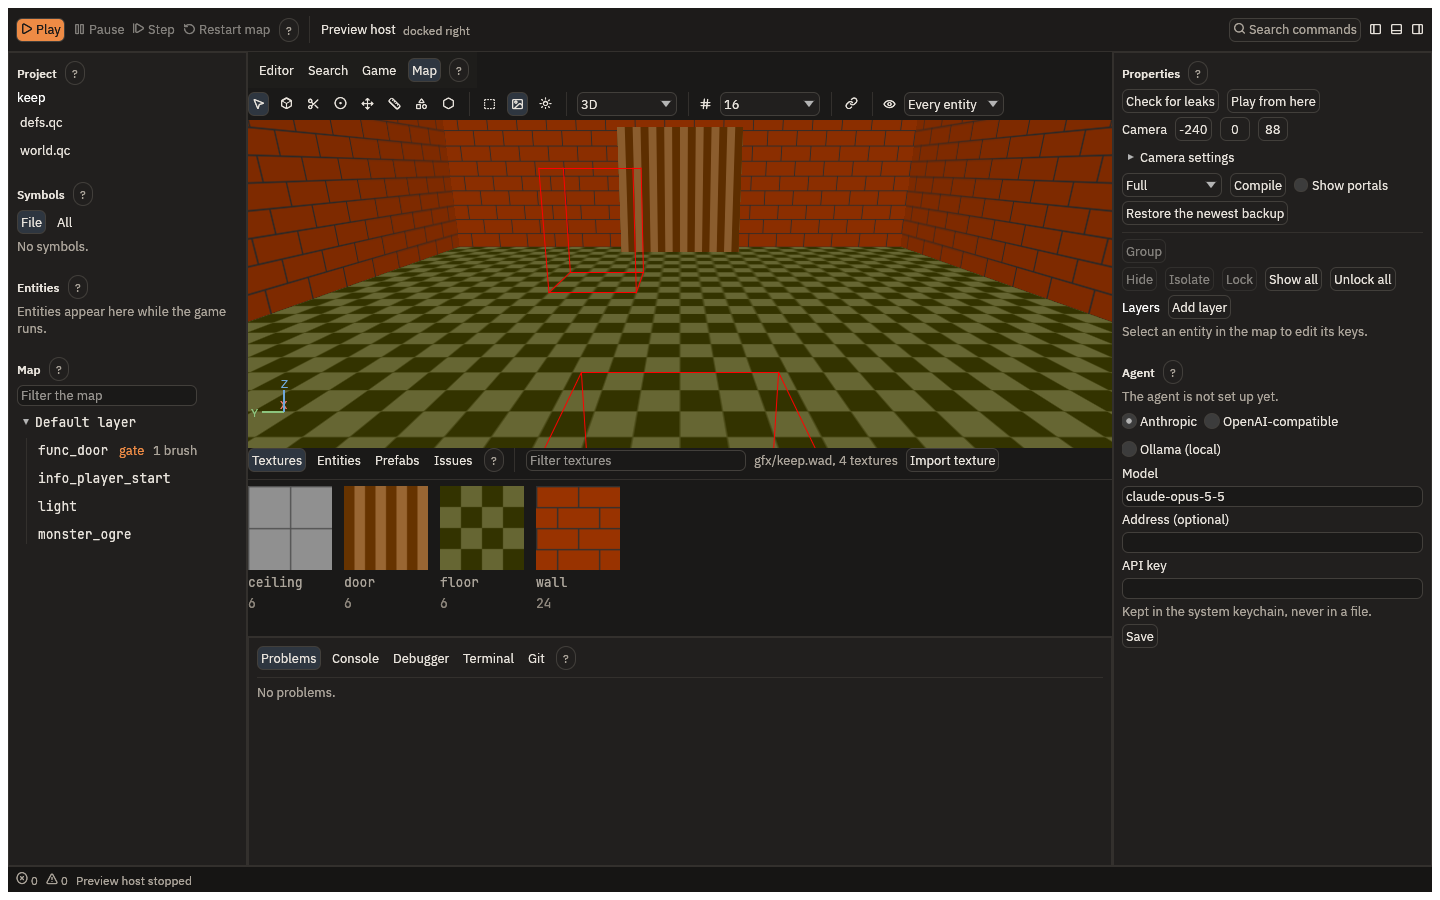 Play Pause Step Restart map ? Preview host docked right Search commands
Project ?
keep
defs.qc
world.qc
Symbols ?
File All
No symbols.
Entities ?
Entities appear here while the game
runs.
Map ?
Filter the map
Default layer
func_door gate 1 brush
info_player_start
light
monster_ogre
Editor Search Game Map ?
3D # 16 Every entity
Z
Y X
Textures Entities Prefabs Issues ? Filter textures gfx/keep.wad, 4 textures Import texture
ceiling door floor wall
6 6 6 24
Problems Console Debugger Terminal Git ?
No problems.
Properties ?
Check for leaks Play from here
Camera -240 0 88
Camera settings
Full Compile Show portals
Restore the newest backup
Group
Hide Isolate Lock Show all Unlock all
Layers Add layer
Select an entity in the map to edit its keys.
Agent ?
The agent is not set up yet.
Anthropic OpenAI-compatible
Ollama (local)
Model
claude-opus-5-5
Address (optional)
API key
Kept in the system keychain, never in a file.
Save
0 0 Preview host stopped